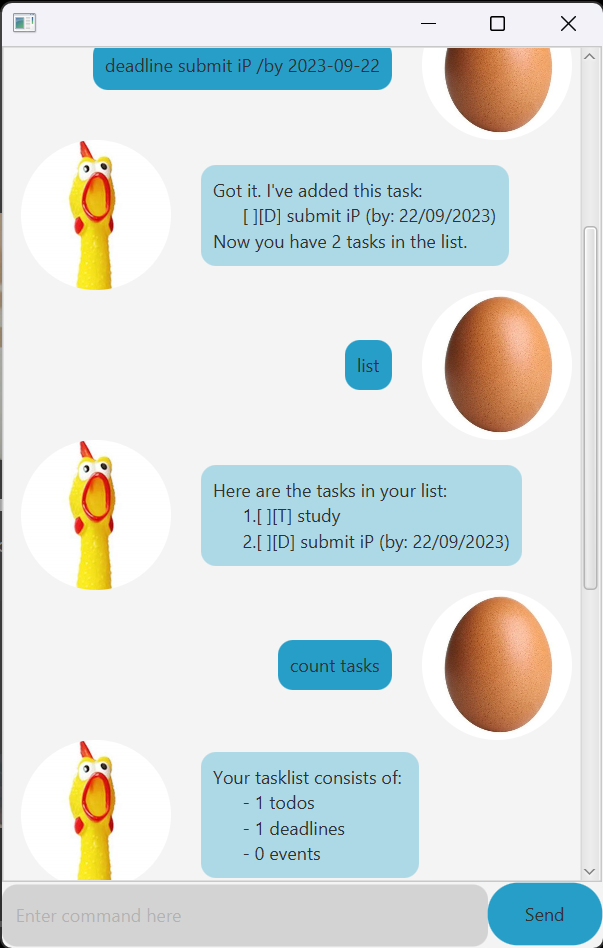 deadline submit iP /by 2023-09-22
Got it. I've added this task:
[ ][D] submit iP (by: 22/09/2023)
Now you have 2 tasks in the list.
list
Here are the tasks in your list:
1.[ ][T] study
2.[ ][D] submit iP (by: 22/09/2023)
count tasks
Your tasklist consists of:
- 1 todos
- 1 deadlines
- 0 events
Enter command here
Send